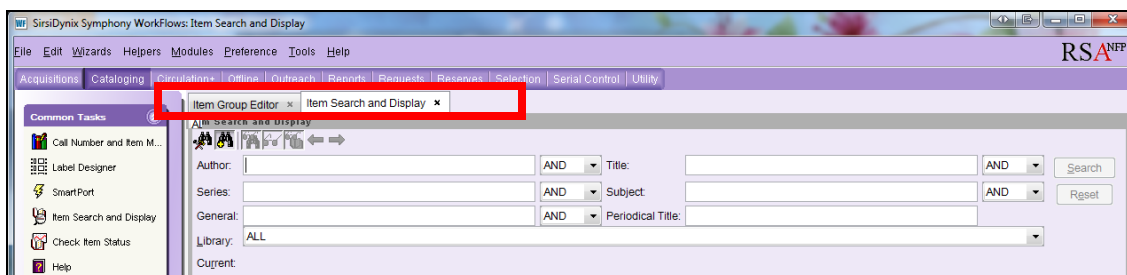 WF SirsiDynix Symphony WorkFlows: Item Search and Display
File Edit Wizards Helpers Modules Preference Tools Help
RSA NFP
Acquisitions Cataloging Circulation+ Offline Outreach Reports Requests Reserves Selection Serial Control Utility
Item Group Editor × Item Search and Display ×
Common Tasks
Search and Display
Call Number and Item M...
Label Designer
SmartPort
Item Search and Display
Check Item Status
Help
Author: AND Title: AND Search
Series: AND Subject: AND Reset
General: AND Periodical Title:
Library: ALL
Current: